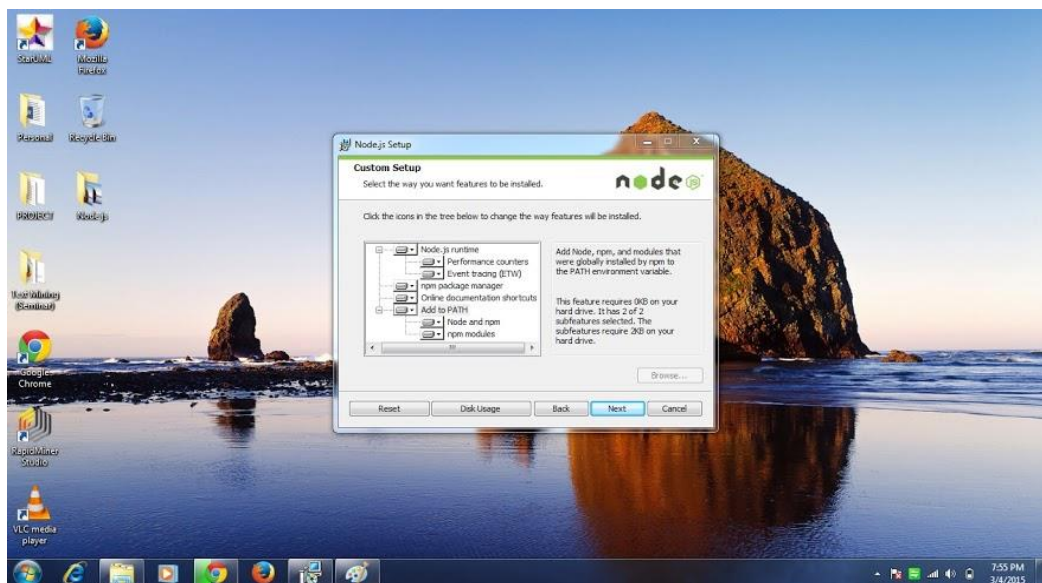 StarUML
Mozilla
Firefox
Personal
Recycle Bin
PROJECT
Node.js
Text Mining
(Seminar)
Google
Chrome
RapidMiner
Studio
VLC media
player
Node.js Setup
Custom Setup
Select the way you want features to be installed.
node
JS
Click the icons in the tree below to change the way features will be installed.
Node.js runtime
Performance counters
Event tracing (ETW)
npm package manager
Online documentation shortcuts
Add to PATH
Node and npm
npm modules
Add Node, npm, and modules that
were globally installed by npm to
the PATH environment variable.
This feature requires 0KB on your
hard drive. It has 2 of 2
subfeatures selected. The
subfeatures require 2KB on your
hard drive.
Browse...
Reset
Disk Usage
Back
Next
Cancel
7:55 PM
3/4/2015